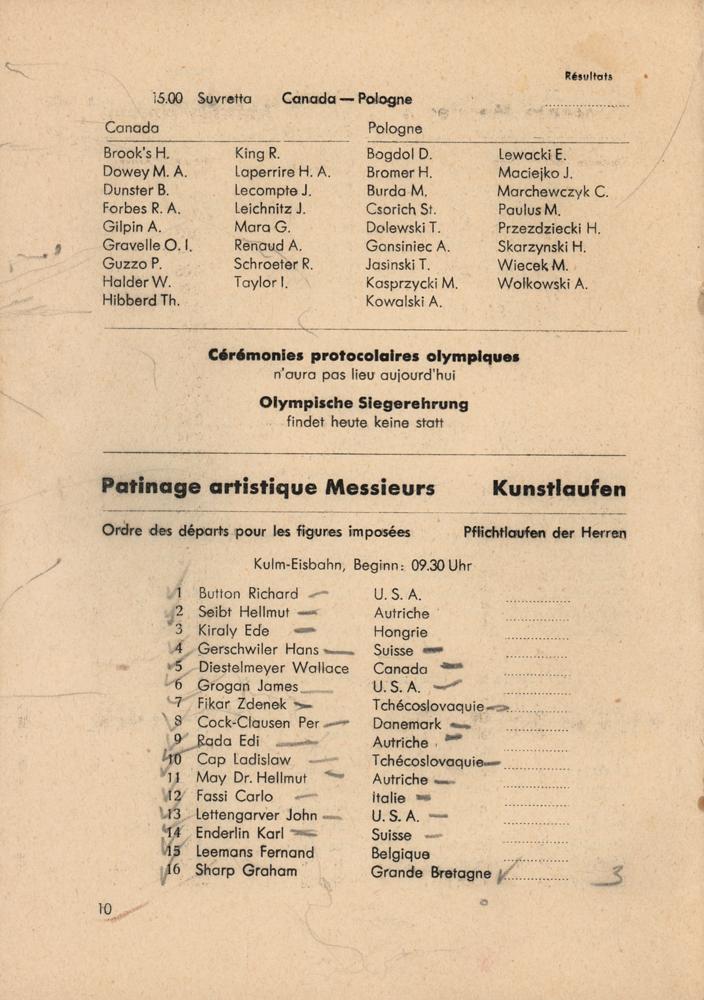 Résultats
15.00 Suvretta Canada — Pologne
Canada Pologne
Brook's H. King R. Bogdol D. Lewacki E.
Dowey M. A. Laperrire H. A. Bromer H. Maciejko J.
Dunster B. Lecompte J. Burda M. Marchewczyk C.
Forbes R. A. Leichnitz J. Csorich St. Paulus M.
Gilpin A. Mara G. Dolewski T. Przezdziecki H.
Gravelle O. I. Renaud A. Gonsiniec A. Skarzynski H.
Guzzo P. Schroeter R. Jasinski T. Wiecek M.
Halder W. Taylor I. Kasprzycki M. Wolkowski A.
Hibberd Th. Kowalski A.
Cérémonies protocolaires olympiques
n'aura pas lieu aujourd'hui
Olympische Siegerehrung
findet heute keine statt
Patinage artistique Messieurs Kunstlaufen
Ordre des départs pour les figures imposées Pflichtlaufen der Herren
Kulm-Eisbahn, Beginn: 09.30 Uhr
1 Button Richard U. S. A.
2 Seibt Hellmut Autriche
3 Kiraly Ede Hongrie
4 Gerschwiler Hans Suisse
5 Diestelmeyer Wallace Canada
6 Grogan James U. S. A.
7 Fikar Zdenek Tchécoslovaquie
8 Cock-Clausen Per Danemark
9 Rada Edi Autriche
10 Cap Ladislaw Tchécoslovaquie
11 May Dr. Hellmut Autriche
12 Fassi Carlo Italie
13 Lettengarver John U. S. A.
14 Enderlin Karl Suisse
15 Leemans Fernand Belgique
16 Sharp Graham Grande Bretagne 3
10